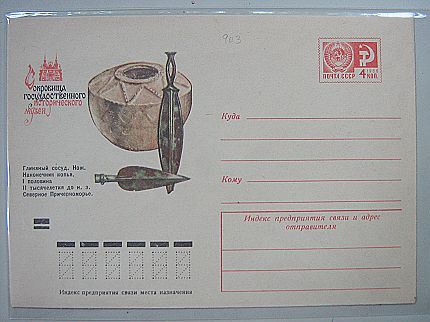 903
Сокровища
государственного
исторического
музея
ПОЧТА СССР
1966
4 КОП.
Куда
Глиняный сосуд. Нож.
Наконечник копья.
I половина
II тысячелетия до н. э.
Северное Причерноморье.
Кому
Индекс предприятия связи и адрес
отправителя
Индекс предприятия связи места назначения